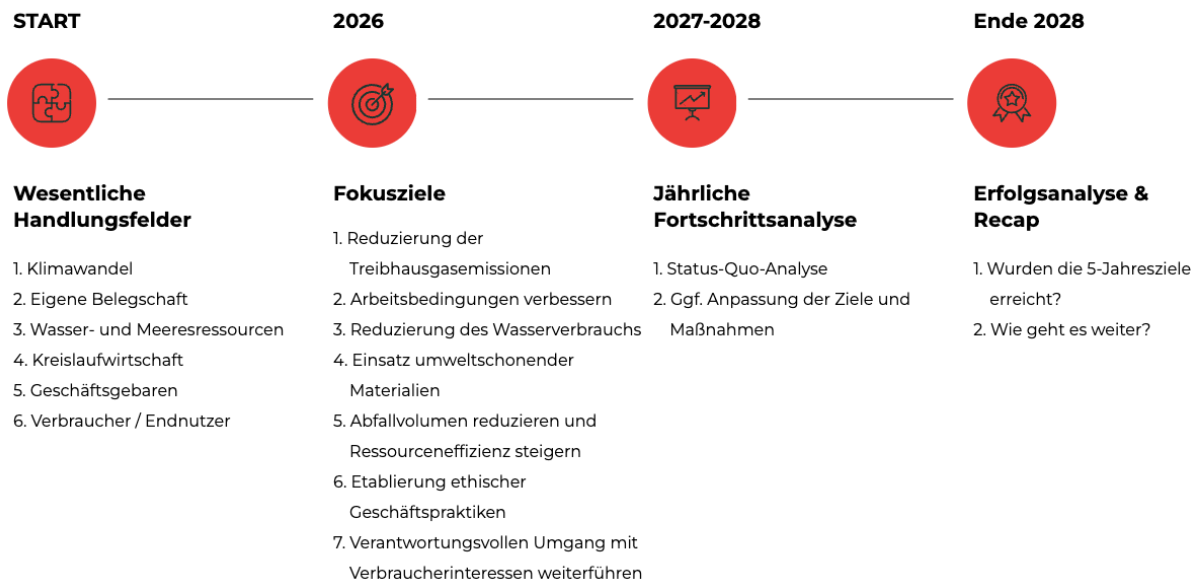 START
Wesentliche
Handlungsfelder
1. Klimawandel
2. Eigene Belegschaft
3. Wasser- und Meeresressourcen
4. Kreislaufwirtschaft
5. Geschäftsgebaren
6. Verbraucher / Endnutzer
2026
Fokusziele
1. Reduzierung der
Treibhausgasemissionen
2. Arbeitsbedingungen verbessern
3. Reduzierung des Wasserverbrauchs
4. Einsatz umweltschonender
Materialien
5. Abfallvolumen reduzieren und
Ressourceneffizienz steigern
6. Etablierung ethischer
Geschäftspraktiken
7. Verantwortungsvollen Umgang mit
Verbraucherinteressen weiterführen
2027-2028
Jährliche
Fortschrittsanalyse
1. Status-Quo-Analyse
2. Ggf. Anpassung der Ziele und
Maßnahmen
Ende 2028
Erfolgsanalyse &
Recap
1. Wurden die 5-Jahresziele
erreicht?
2. Wie geht es weiter?